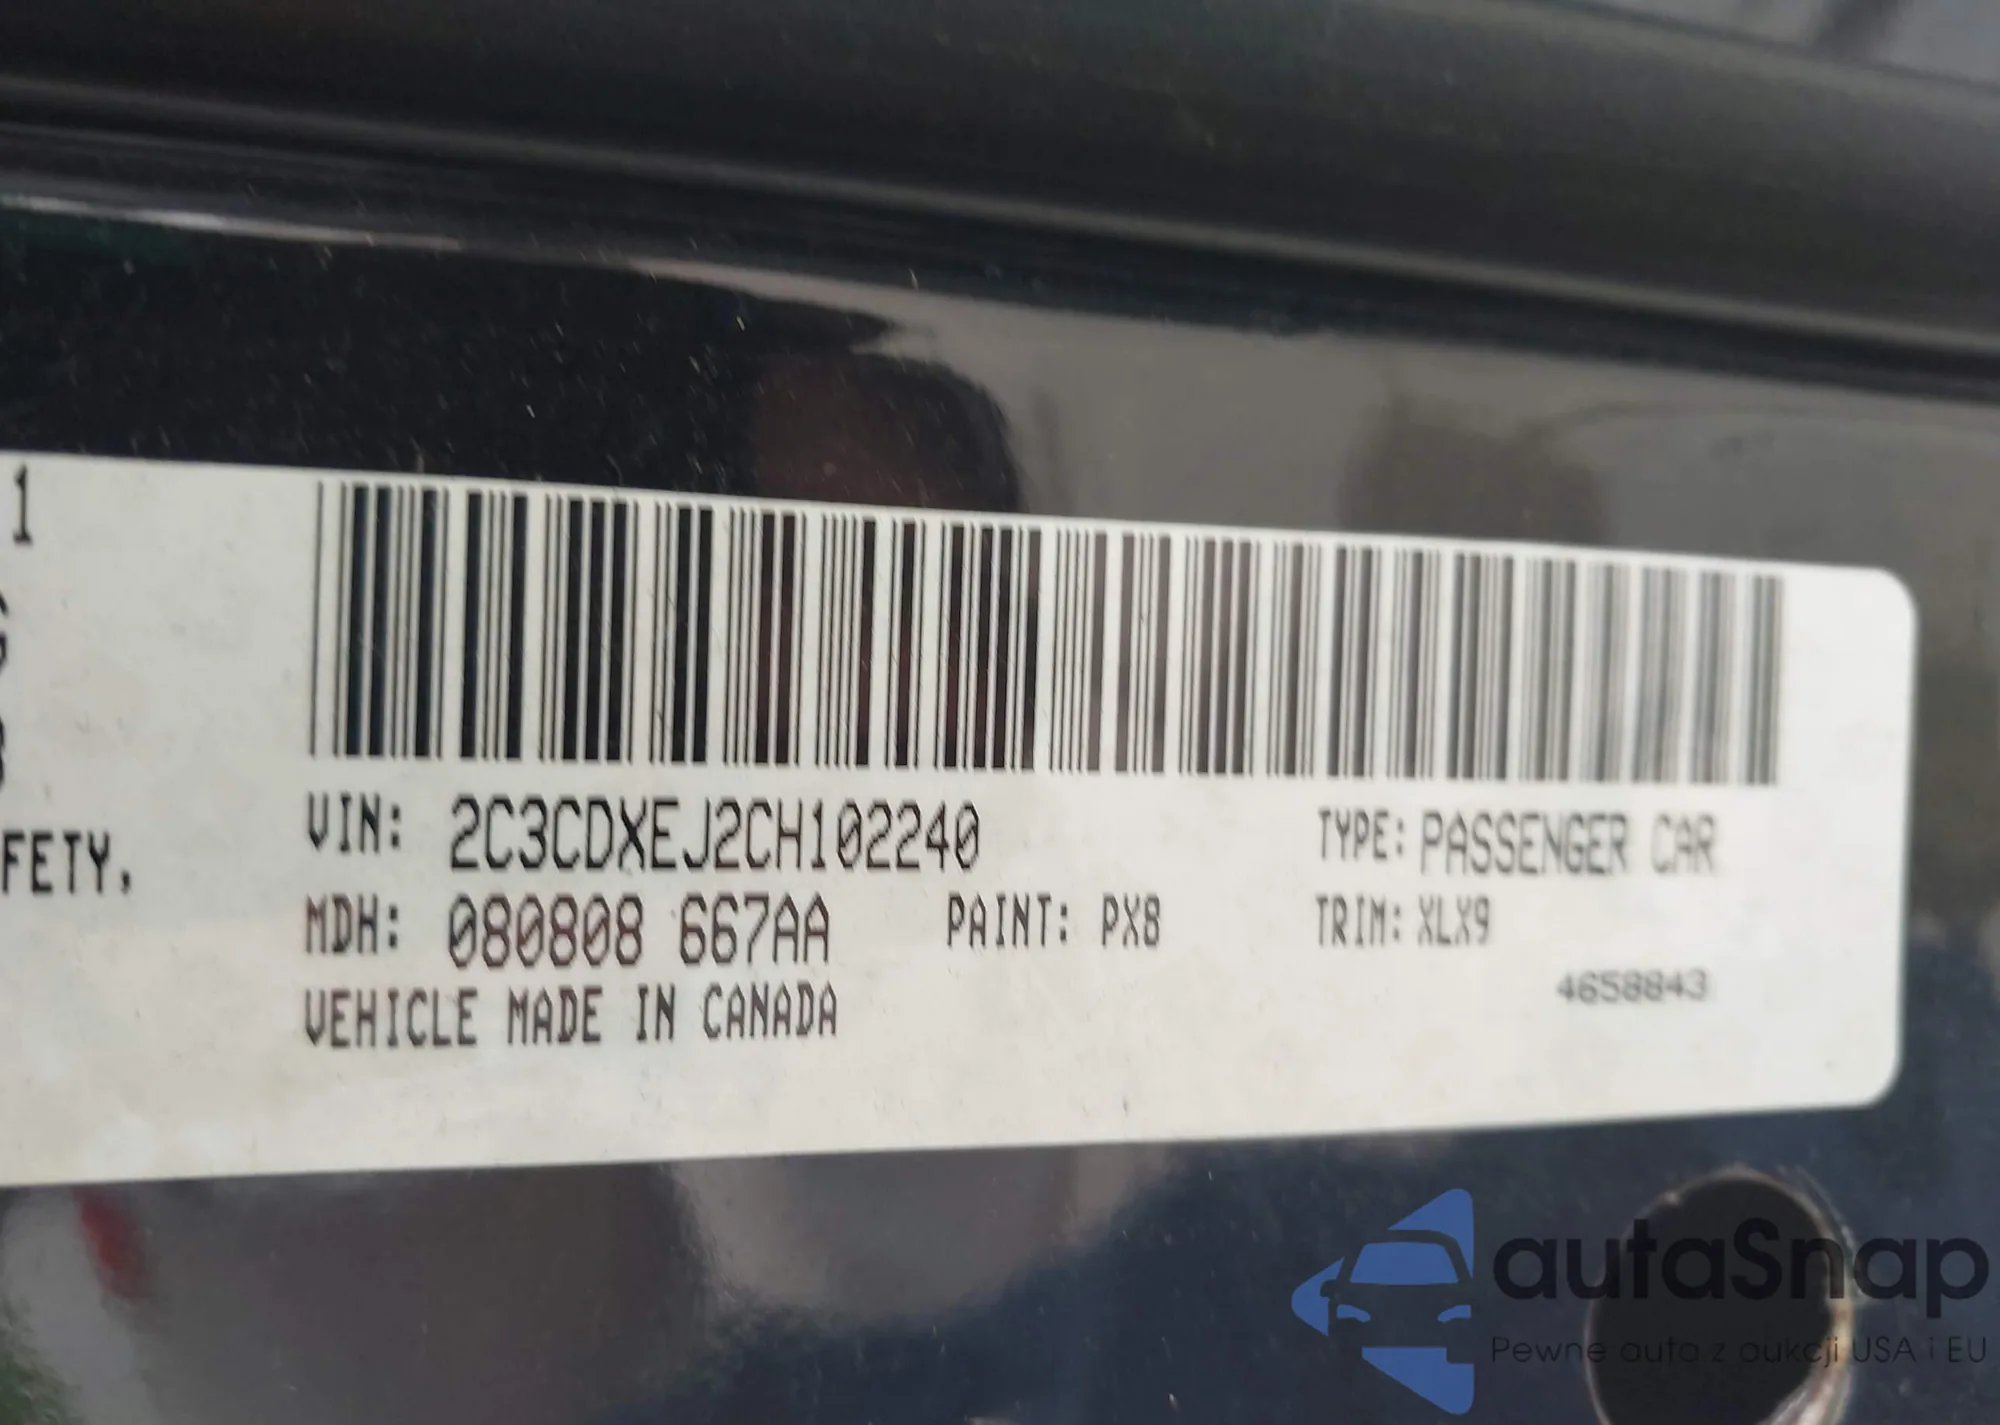 1
FETY.
VIN: 2C3CDXEJ2CH102240
TYPE: PASSENGER CAR
MDH: 080808 667AA
PAINT: PX8
TRIM: XLX9
VEHICLE MADE IN CANADA
4658843
autaSnap
Pewne auta z aukcji USA i EU